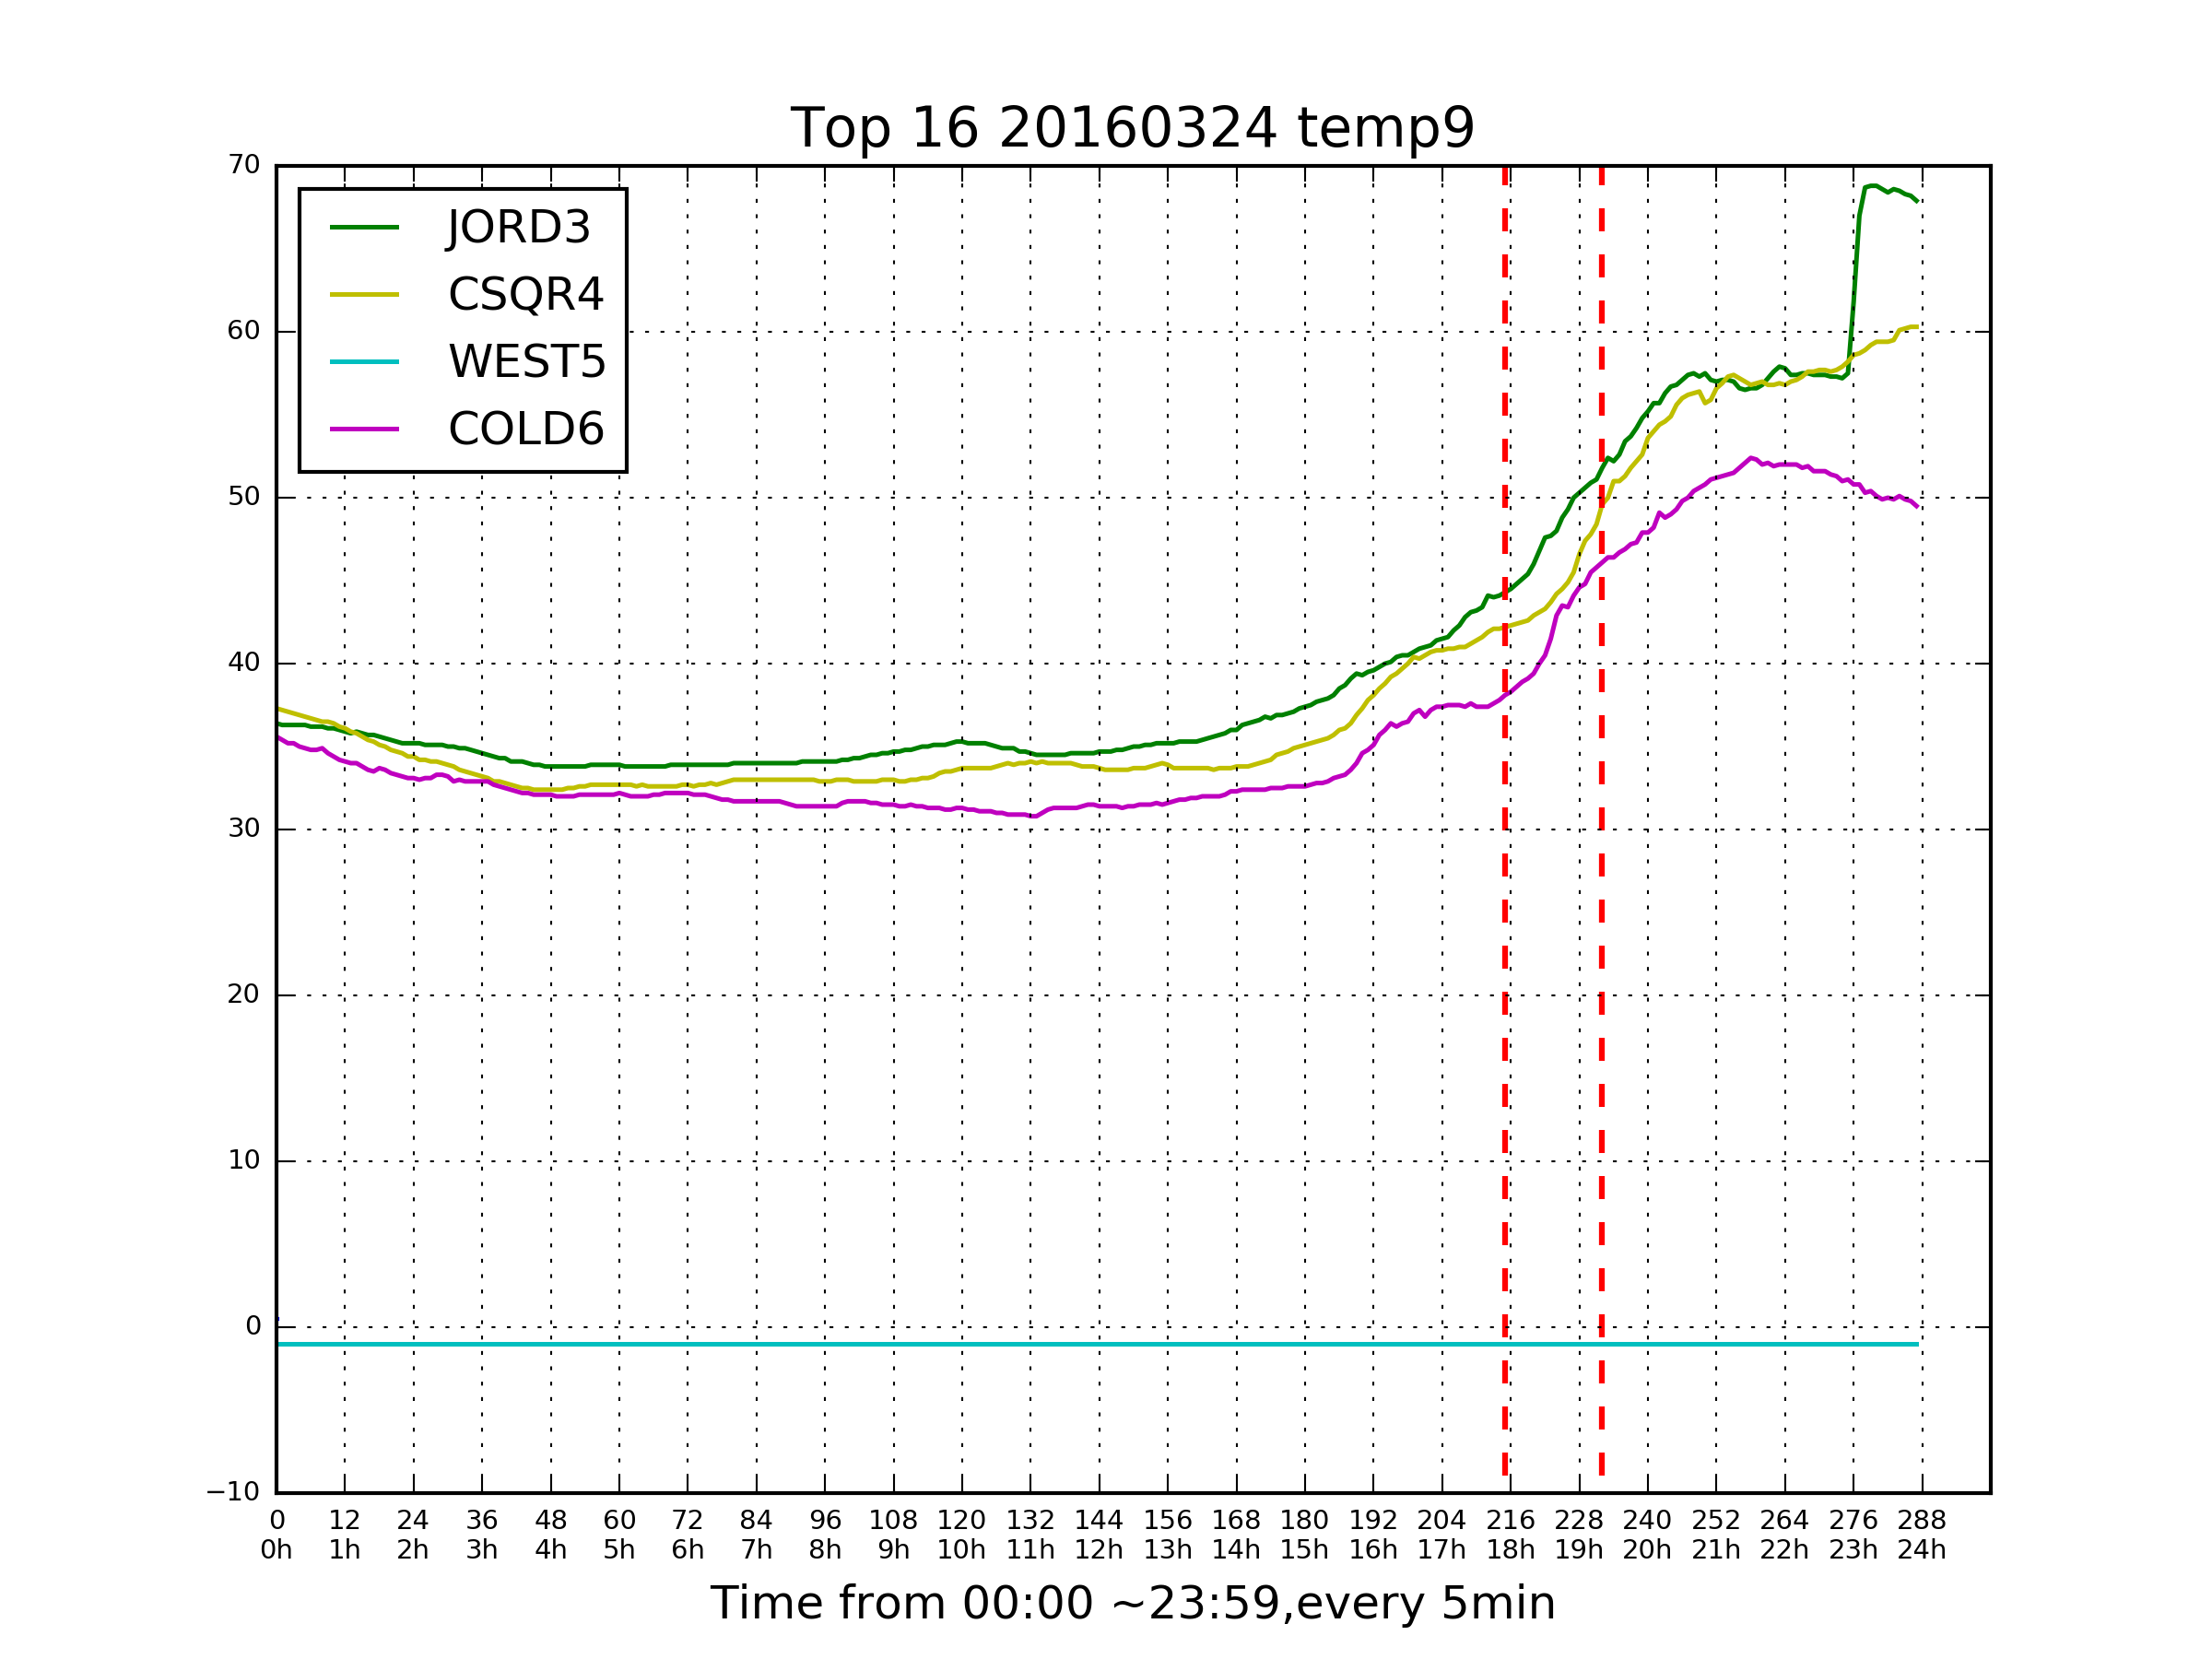 Top 16 20160324 temp9
70
60
50
40
30
20
10
0
−10
JORD3
CSQR4
WEST5
COLD6
0 12 24 36 48 60 72 84 96 108 120 132 144 156 168 180 192 204 216 228 240 252 264 276 288
0h 1h 2h 3h 4h 5h 6h 7h 8h 9h 10h 11h 12h 13h 14h 15h 16h 17h 18h 19h 20h 21h 22h 23h 24h
Time from 00:00 ~23:59,every 5min